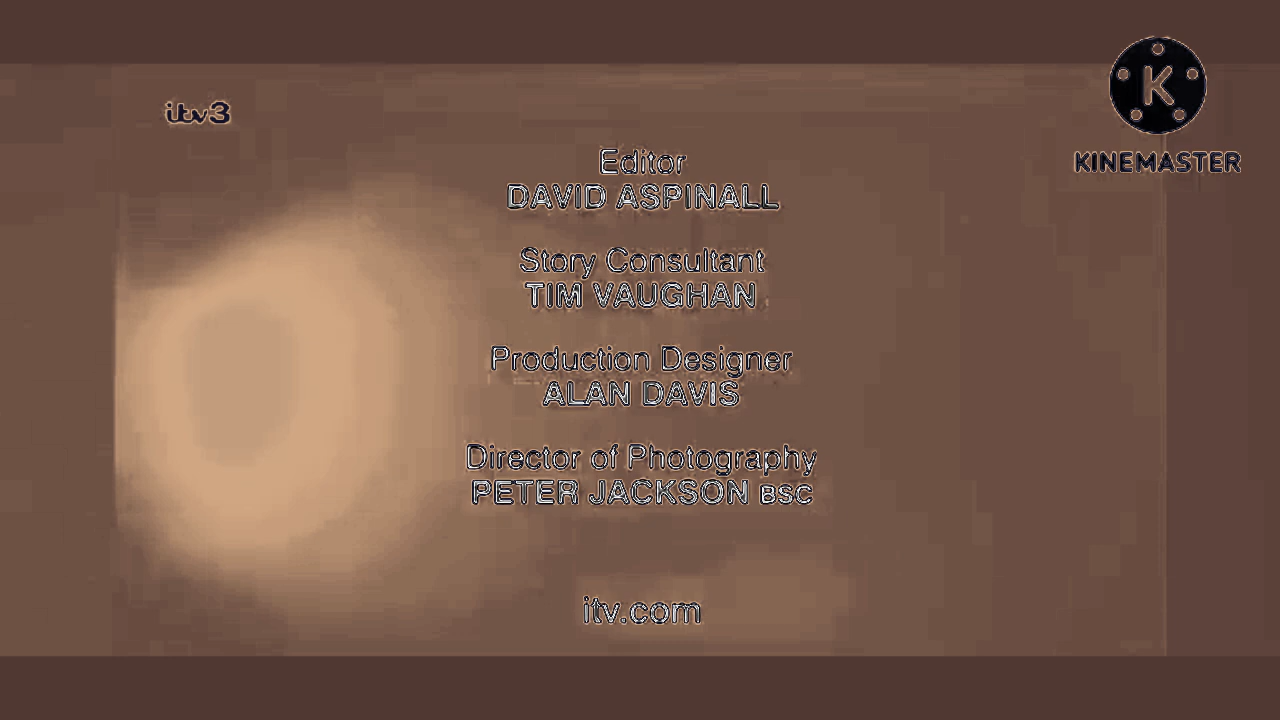 itv3
KINEMASTER
Editor
DAVID ASPINALL
Story Consultant
TIM VAUGHAN
Production Designer
ALAN DAVIS
Director of Photography
PETER JACKSON BSC
itv.com